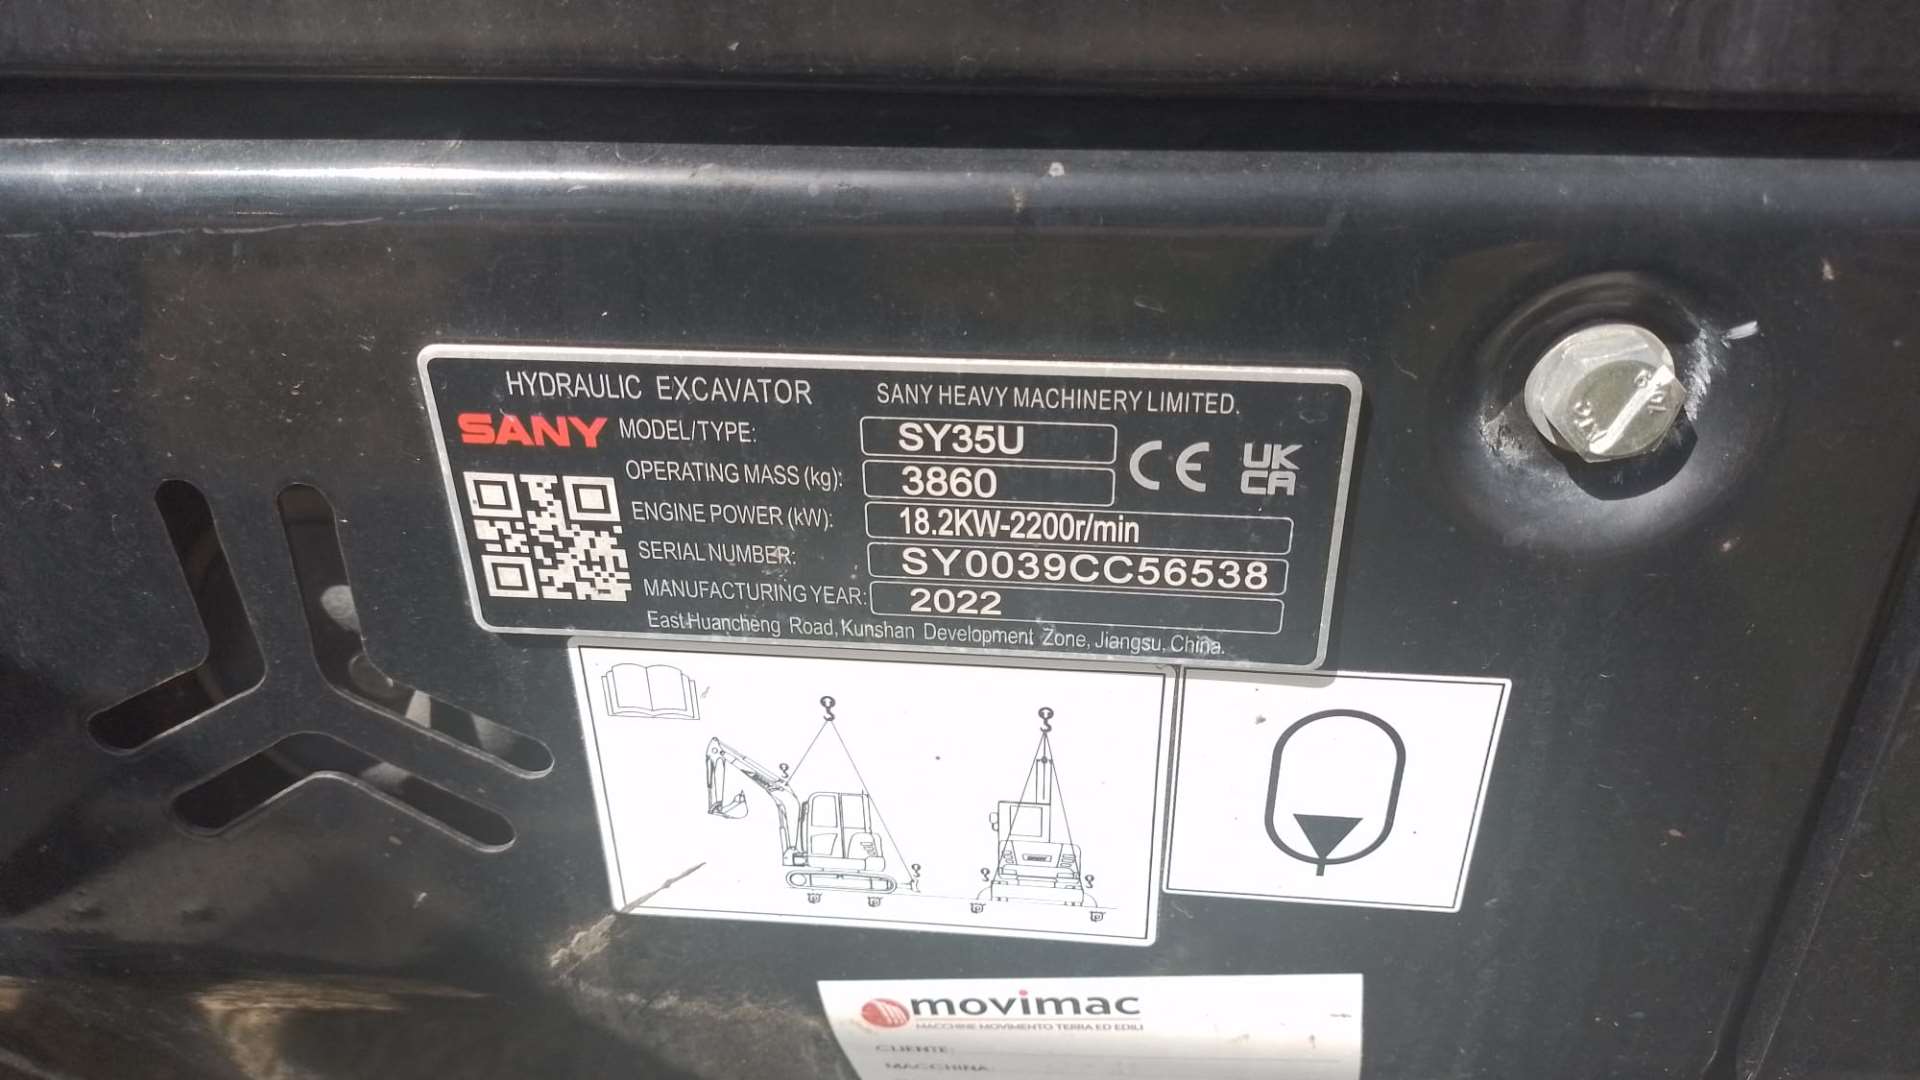 HYDRAULIC EXCAVATOR SANY HEAVY MACHINERY LIMITED.
SANY MODEL/TYPE: SY35U
CE UK CA
OPERATING MASS (kg): 3860
ENGINE POWER (kW): 18.2KW-2200r/min
SERIAL NUMBER: SY0039CC56538
MANUFACTURING YEAR: 2022
East Huancheng Road, Kunshan Development Zone, Jiangsu, China.
movimac
MACCHINE MOVIMENTO TERRA ED EDILI
CLIENTE:
MACCHINA: